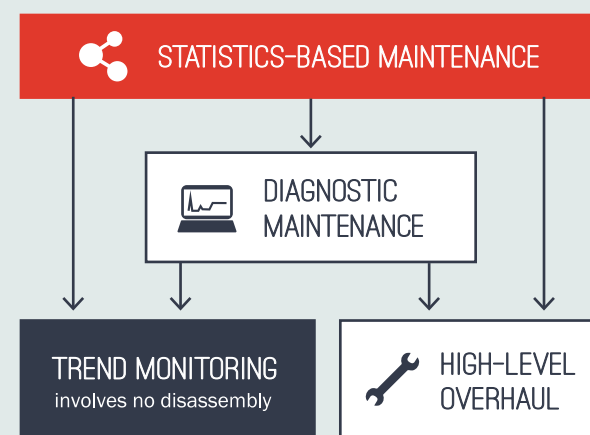 STATISTICS-BASED MAINTENANCE
DIAGNOSTIC
MAINTENANCE
TREND MONITORING
involves no disassembly
HIGH-LEVEL
OVERHAUL